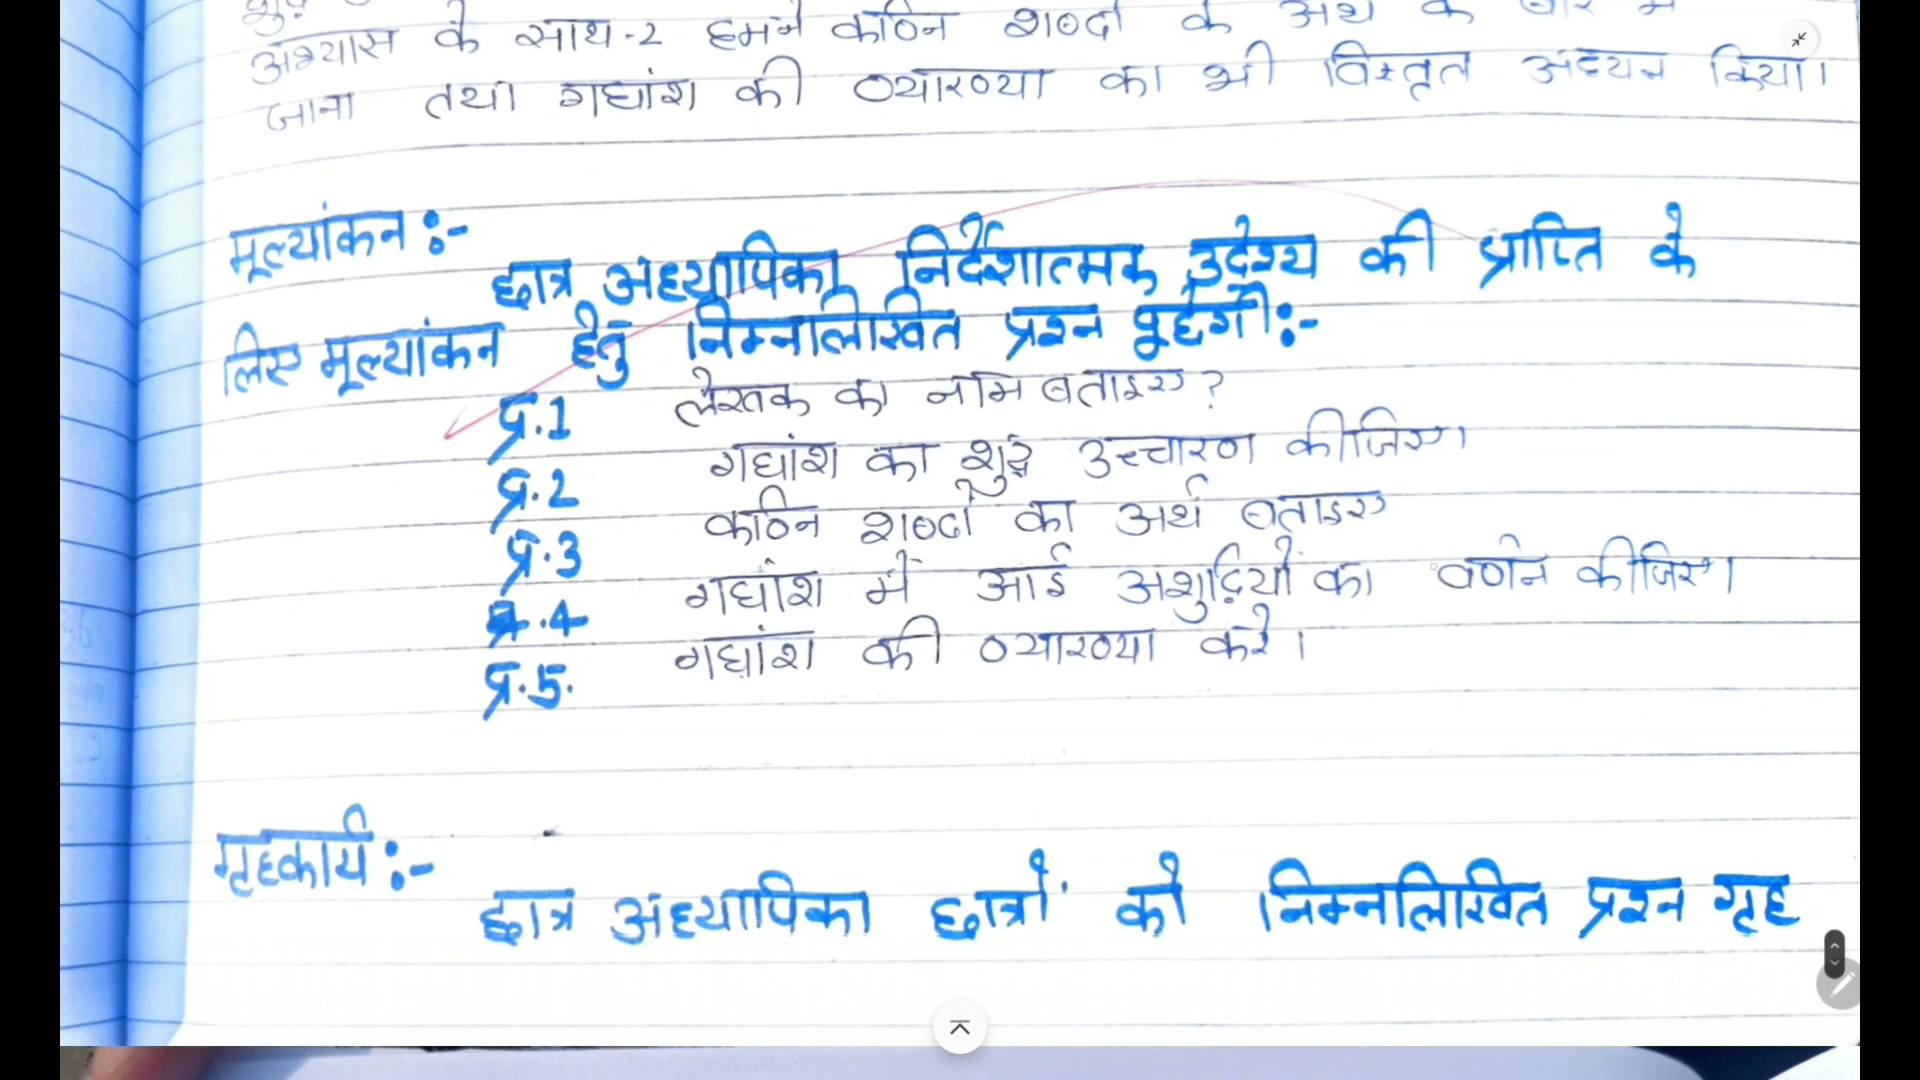 अभ्यास के साथ-2 हमने कठिन शब्दों के अर्थ के बारे में
जाना तथा गद्यांश की व्याख्या का भी विस्तृत अध्यन किया।
मूल्यांकन :-
छात्र अध्यापिका निर्देशात्मक उद्देश्य की प्राप्ति के
लिए मूल्यांकन हेतु निम्नलिखित प्रश्न पूछेगी:-
प्र.1 लेखक का नाम बताइए?
प्र.2 गद्यांश का शुद्ध उच्चारण कीजिए।
प्र.3 कठिन शब्दों का अर्थ बताइए
प्र.4 गद्यांश में आई अशुद्धियों का वर्णन कीजिए।
प्र.5. गद्यांश की व्याख्या करे।
गृहकार्य :-
छात्र अध्यापिका छात्रों को निम्नलिखित प्रश्न गृह